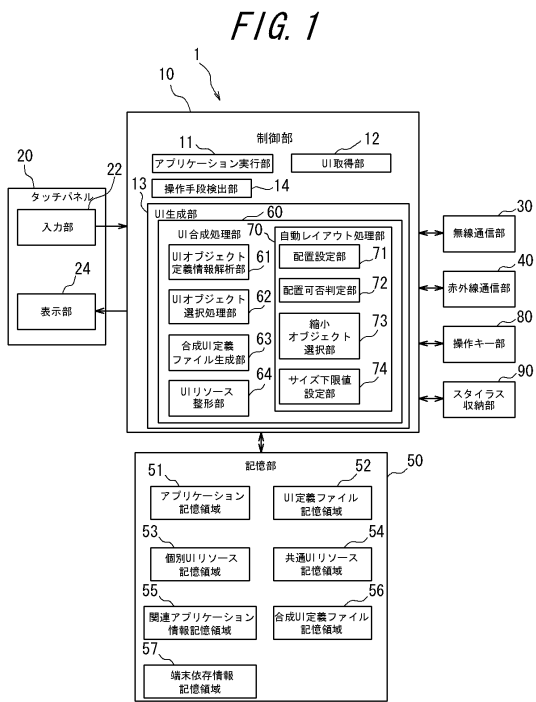 FIG. 1
1
10
制御部
11
アプリケーション実行部
12
UI取得部
操作手段検出部
14
20
タッチパネル
22
入力部
24
表示部
13
UI生成部
60
UI合成処理部
UIオブジェクト
定義情報解析部
61
UIオブジェクト
選択処理部
62
合成UI定義
ファイル生成部
63
UIリソース
整形部
64
70
自動レイアウト処理部
配置設定部
71
配置可否判定部
72
縮小
オブジェクト
選択部
73
サイズ下限値
設定部
74
30
無線通信部
40
赤外線通信部
80
操作キー部
90
スタイラス
収納部
記憶部
50
51
アプリケーション
記憶領域
52
UI定義ファイル
記憶領域
53
個別UIリソース
記憶領域
54
共通UIリソース
記憶領域
55
関連アプリケーション
情報記憶領域
56
合成UI定義ファイル
記憶領域
57
端末依存情報
記憶領域